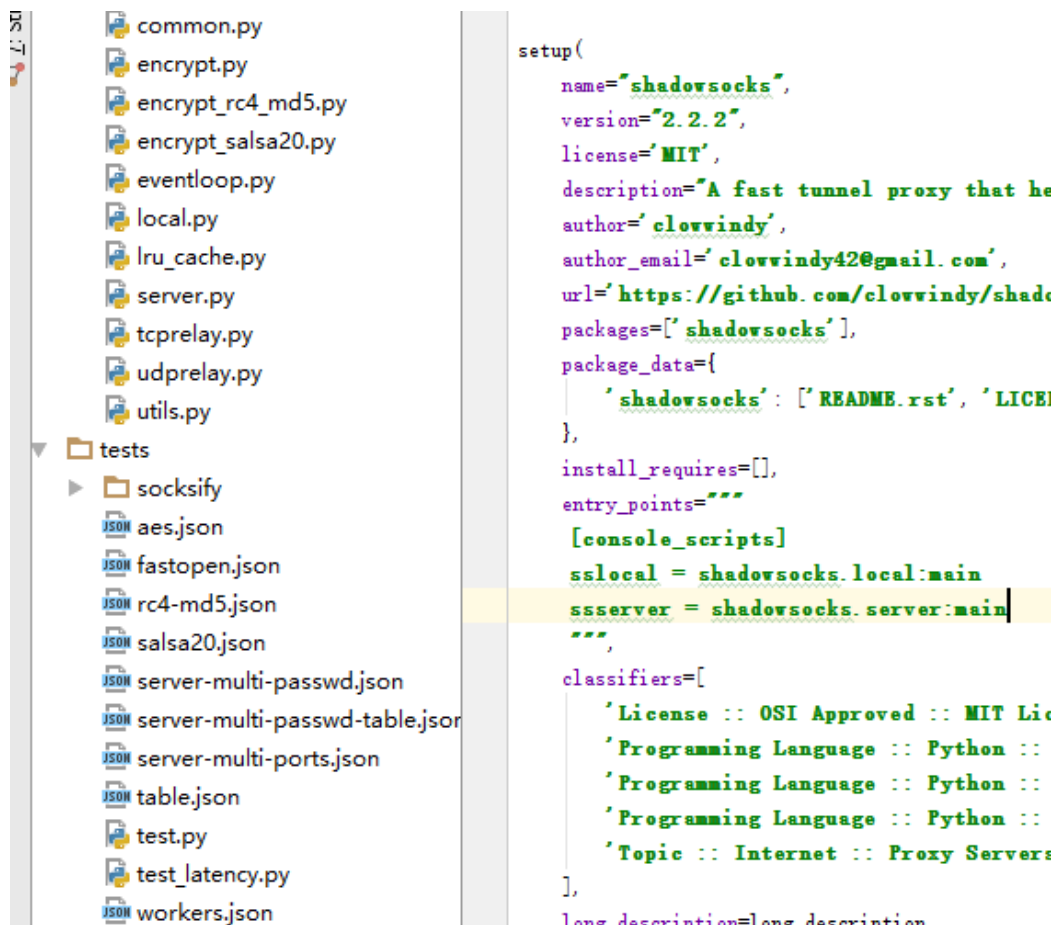 common.py
encrypt.py
encrypt_rc4_md5.py
encrypt_salsa20.py
eventloop.py
local.py
lru_cache.py
server.py
tcprelay.py
udprelay.py
utils.py
tests
socksify
aes.json
fastopen.json
rc4-md5.json
salsa20.json
server-multi-passwd.json
server-multi-passwd-table.jsor
server-multi-ports.json
table.json
test.py
test_latency.py
workers.json
setup(
name="shadowsocks",
version="2.2.2",
license='MIT',
description="A fast tunnel proxy that he
author='clowwindy',
author_email='clowwindy42@gmail.com',
url='https://github.com/clowwindy/shado
packages=['shadowsocks'],
package_data={
'shadowsocks': ['README.rst', 'LICE
},
install_requires=[],
entry_points="""
[console_scripts]
sslocal = shadowsocks.local:main
ssserver = shadowsocks.server:main
""",
classifiers=[
'License :: OSI Approved :: MIT Lic
'Programming Language :: Python ::
'Programming Language :: Python ::
'Programming Language :: Python ::
'Topic :: Internet :: Proxy Servers
],
long_description=long_description